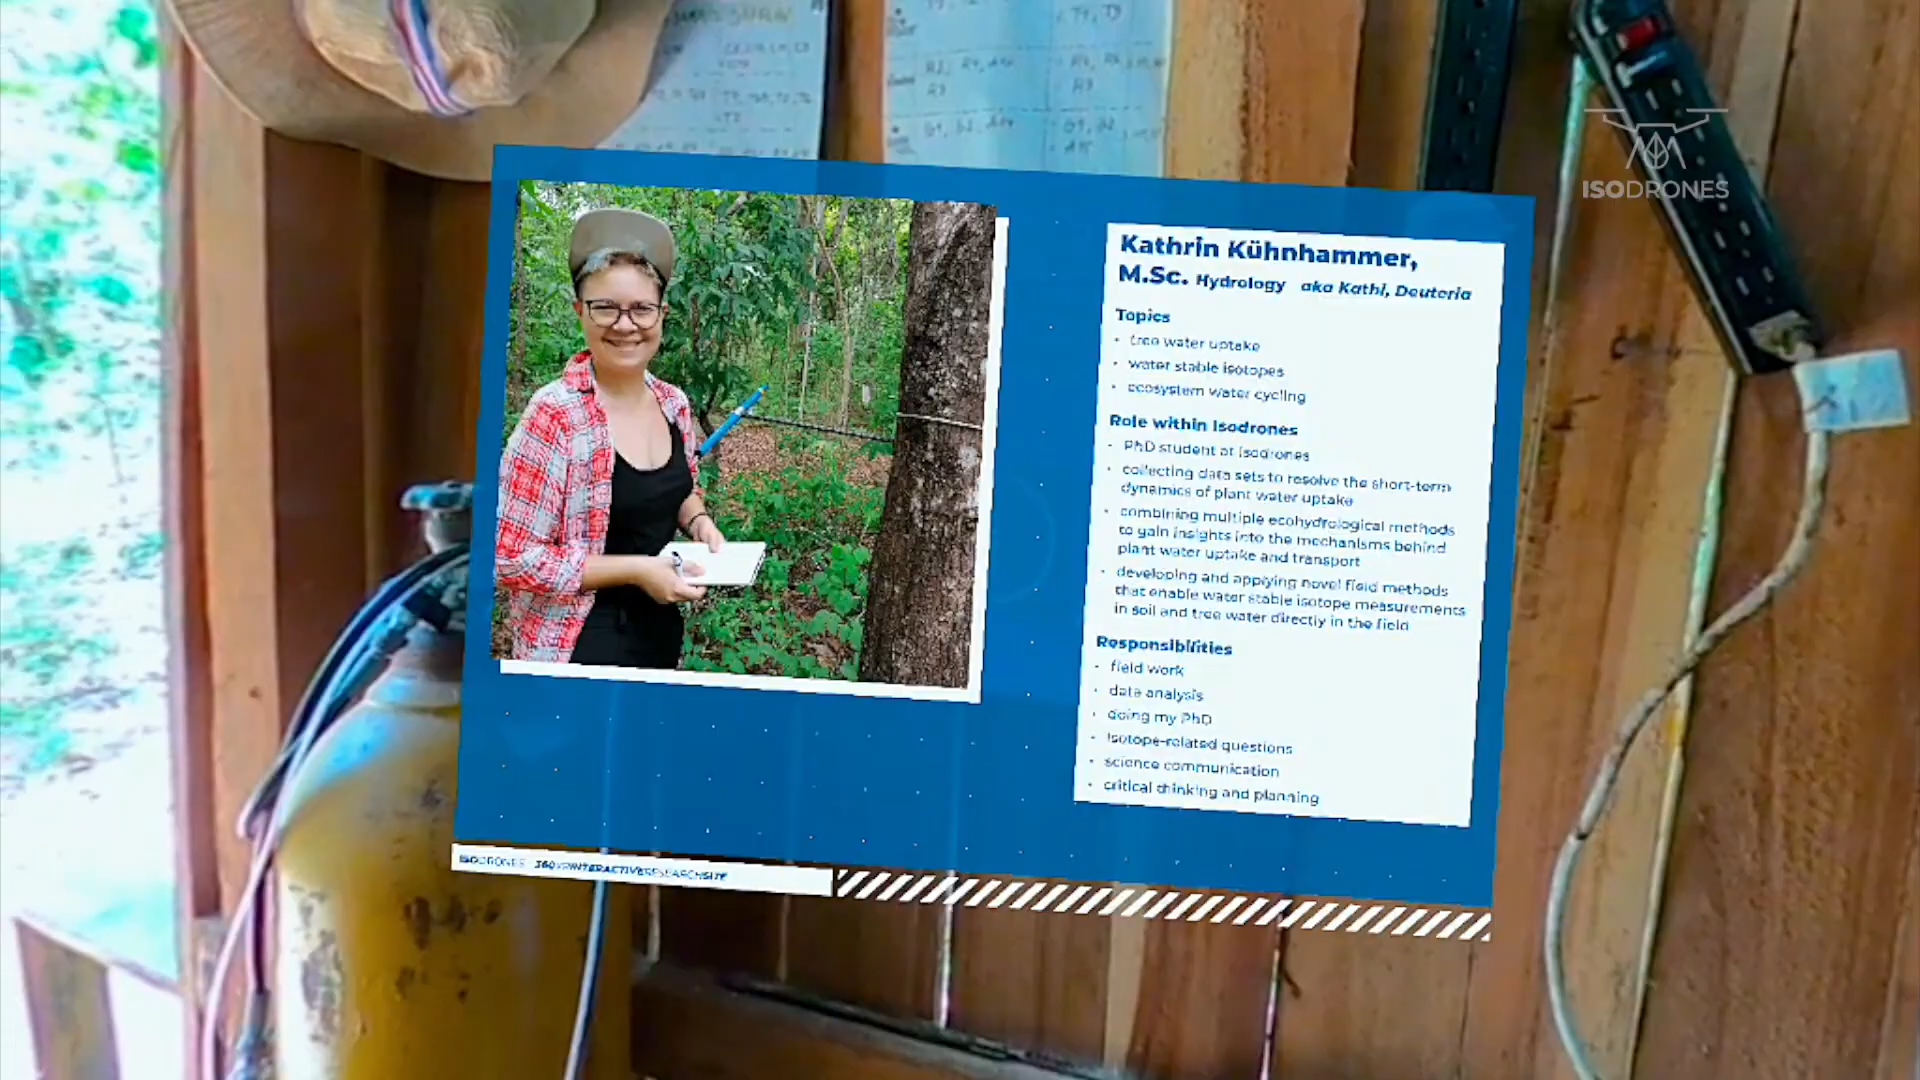 ISODRONES
Kathrin Kühnhammer,
M.Sc. Hydrology aka Kathi, Deuteria
Topics
• tree water uptake
• water stable isotopes
• ecosystem water cycling
Role within Isodrones
• PhD student at Isodrones
• collecting data sets to resolve the short-term
dynamics of plant water uptake
• combining multiple ecohydrological methods
to gain insights into the mechanisms behind
plant water uptake and transport
• developing and applying novel field methods
that enable water stable isotope measurements
in soil and tree water directly in the field
Responsibilities
• field work
• data analysis
• doing my PhD
• isotope-related questions
• science communication
• critical thinking and planning
ISODRONES 360VRINTERACTIVERESEARCHSITE